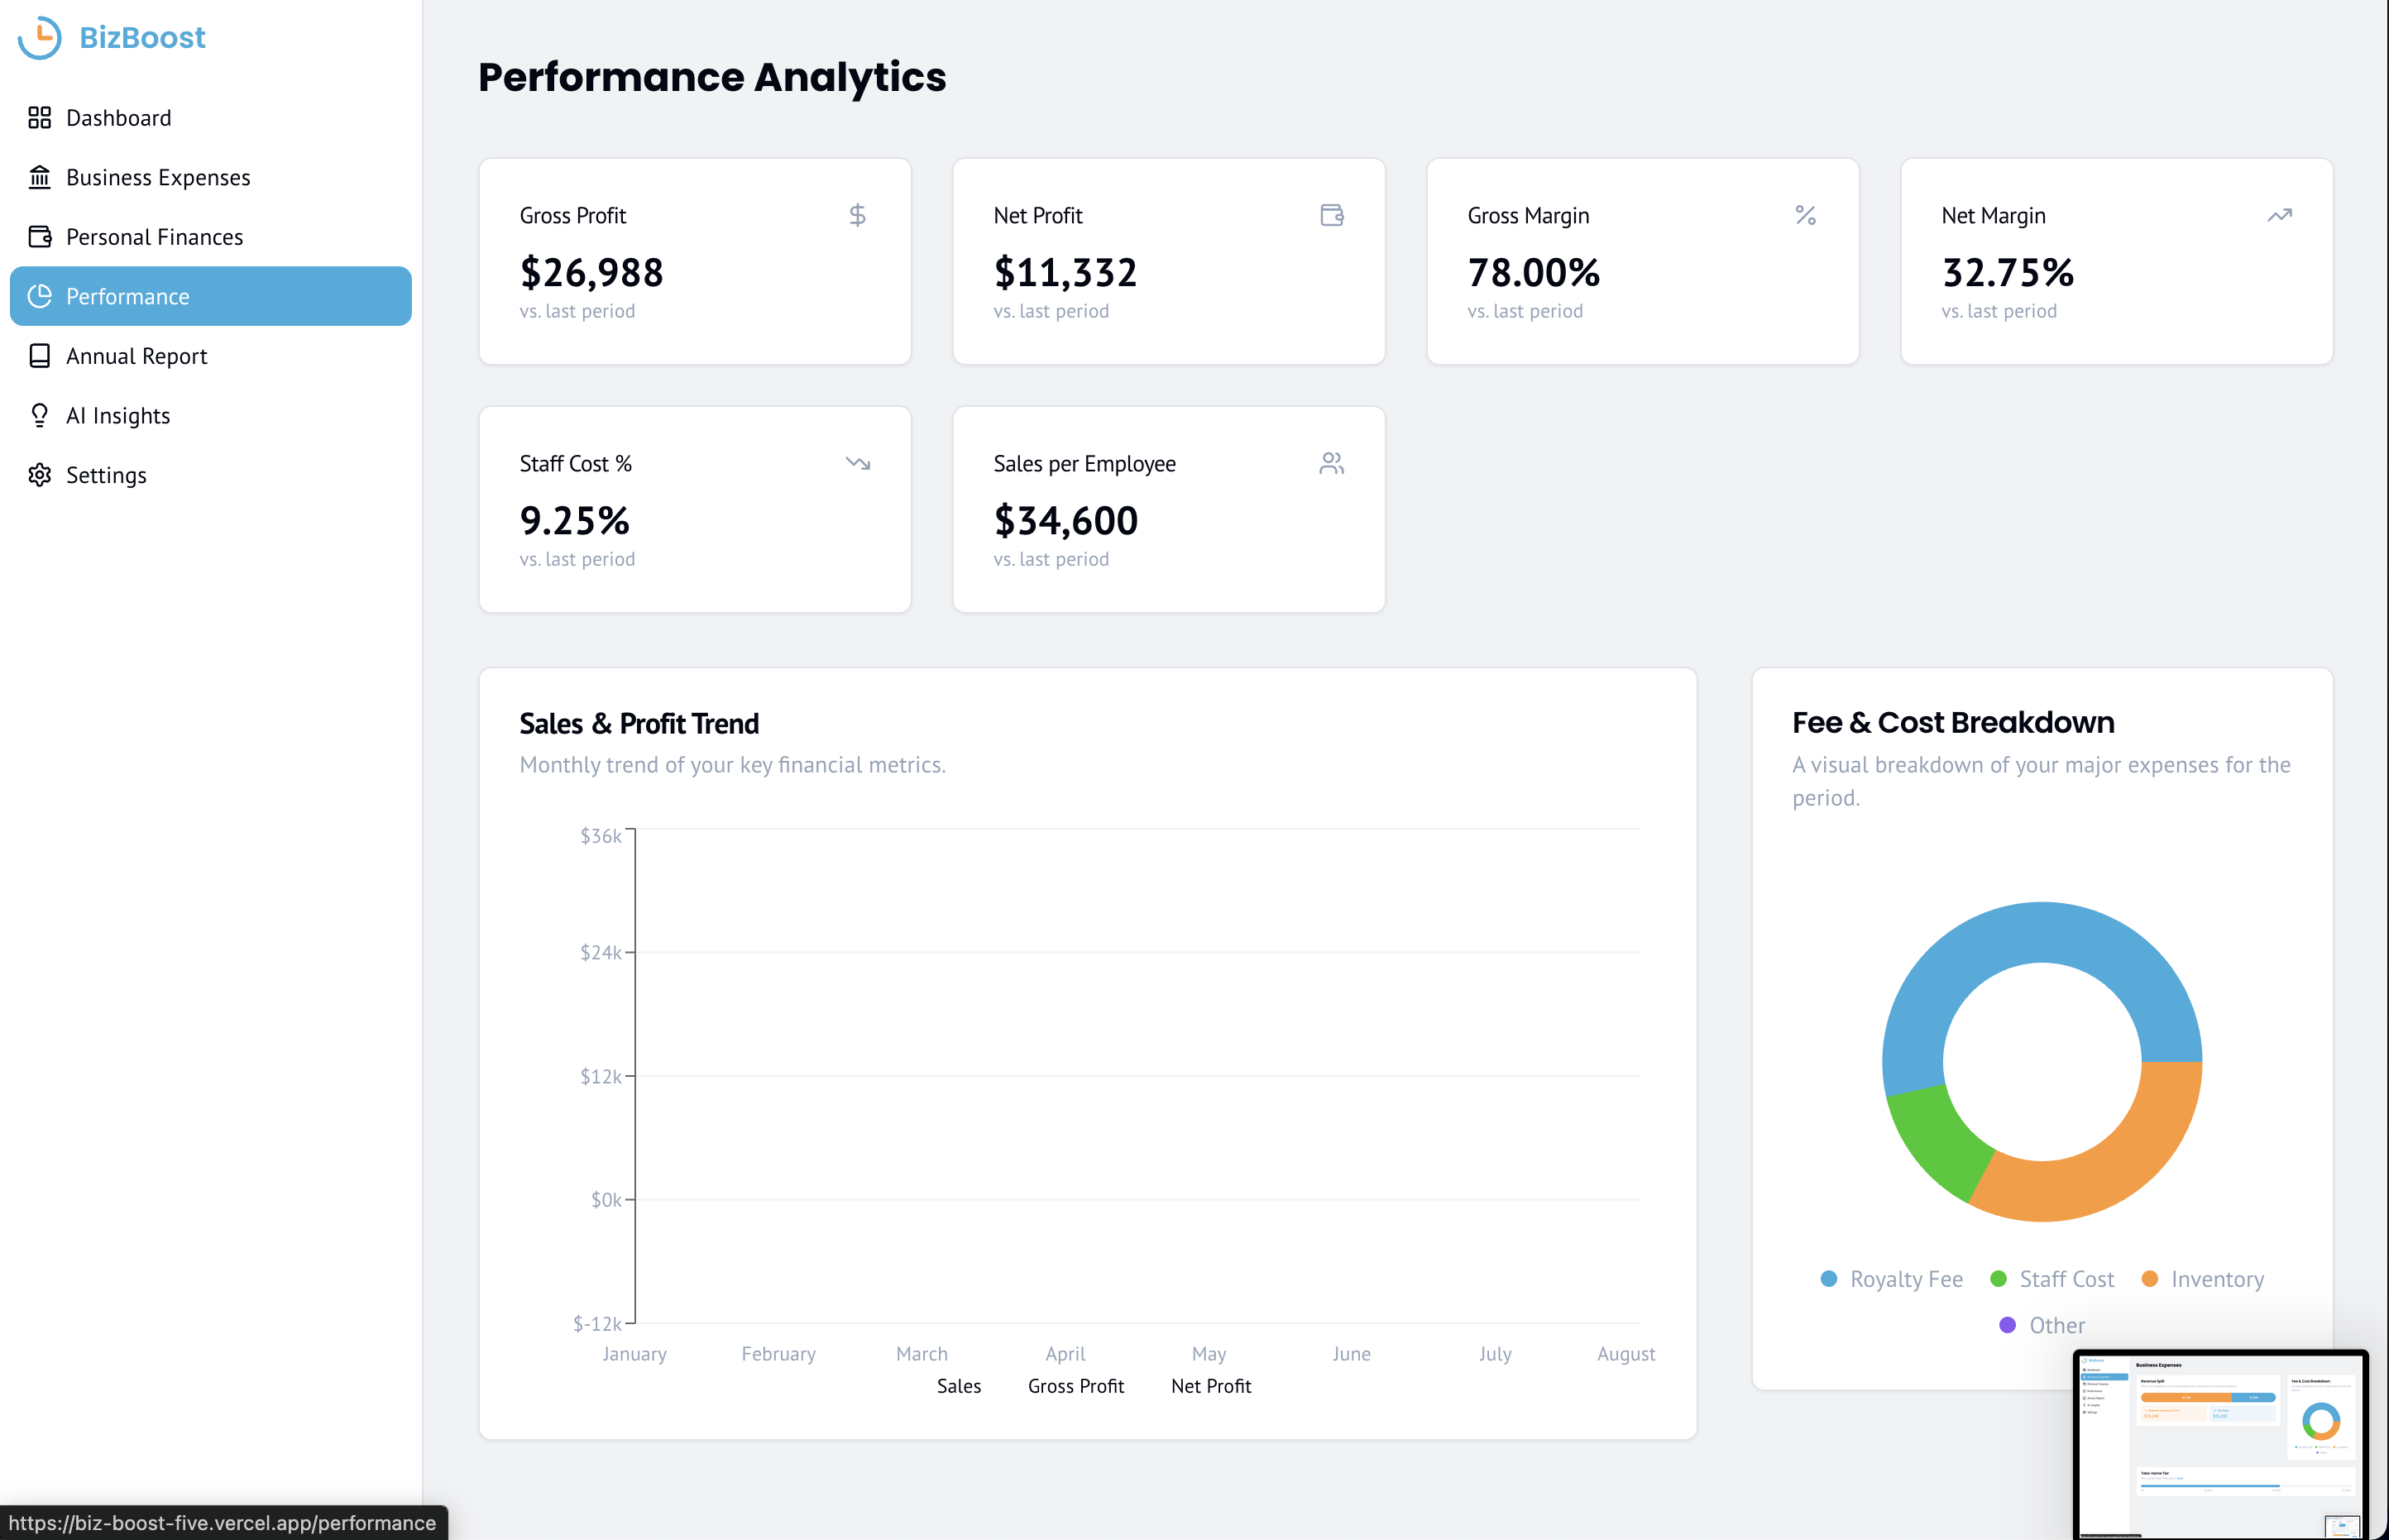 BizBoost
Dashboard
Business Expenses
Personal Finances
Performance
Annual Report
AI Insights
Settings
Performance Analytics
Gross Profit
$26,988
vs. last period
Net Profit
$11,332
vs. last period
Gross Margin
78.00%
vs. last period
Net Margin
32.75%
vs. last period
Staff Cost %
9.25%
vs. last period
Sales per Employee
$34,600
vs. last period
Sales & Profit Trend
Monthly trend of your key financial metrics.
$36k
$24k
$12k
$0k
$-12k
January February March April May June July August
Sales Gross Profit Net Profit
Fee & Cost Breakdown
A visual breakdown of your major expenses for the
period.
Royalty Fee Staff Cost Inventory
Other
Business Expenses
https://biz-boost-five.vercel.app/performance